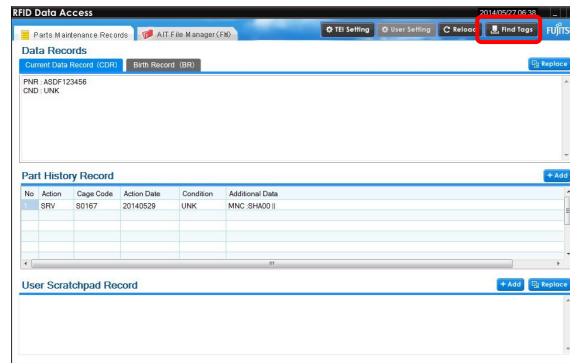 RFID Data Access 2014/05/27 06:38
Parts Maintenance Records AIT File Manager(FM) TEI Setting User Setting Reload Find Tags
Data Records
Current Data Record (CDR) Birth Record (BR) Replace
PNR : ASDF123456
CND : UNK
Part History Record + Add
No Action Cage Code Action Date Condition Additional Data
1 SRV S0167 20140529 UNK MNC :SHA00 ||
User Scratchpad Record + Add Replace